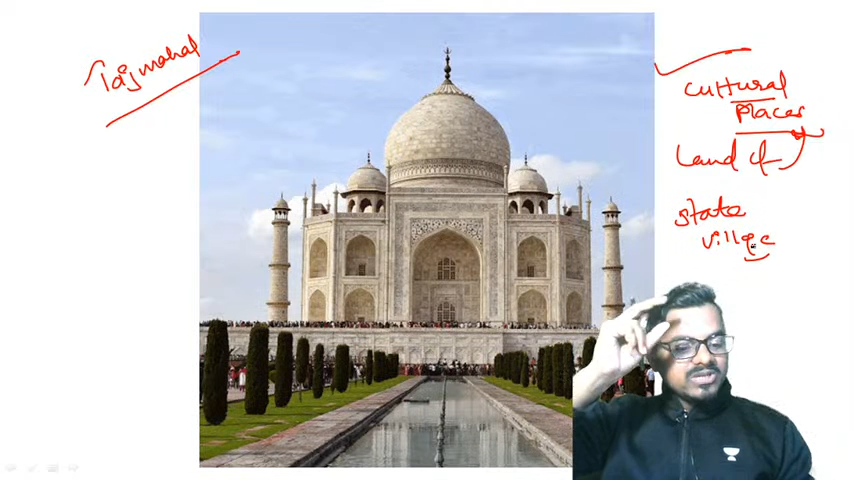 Tajmahal
Cultural
Places
Land of
state
village